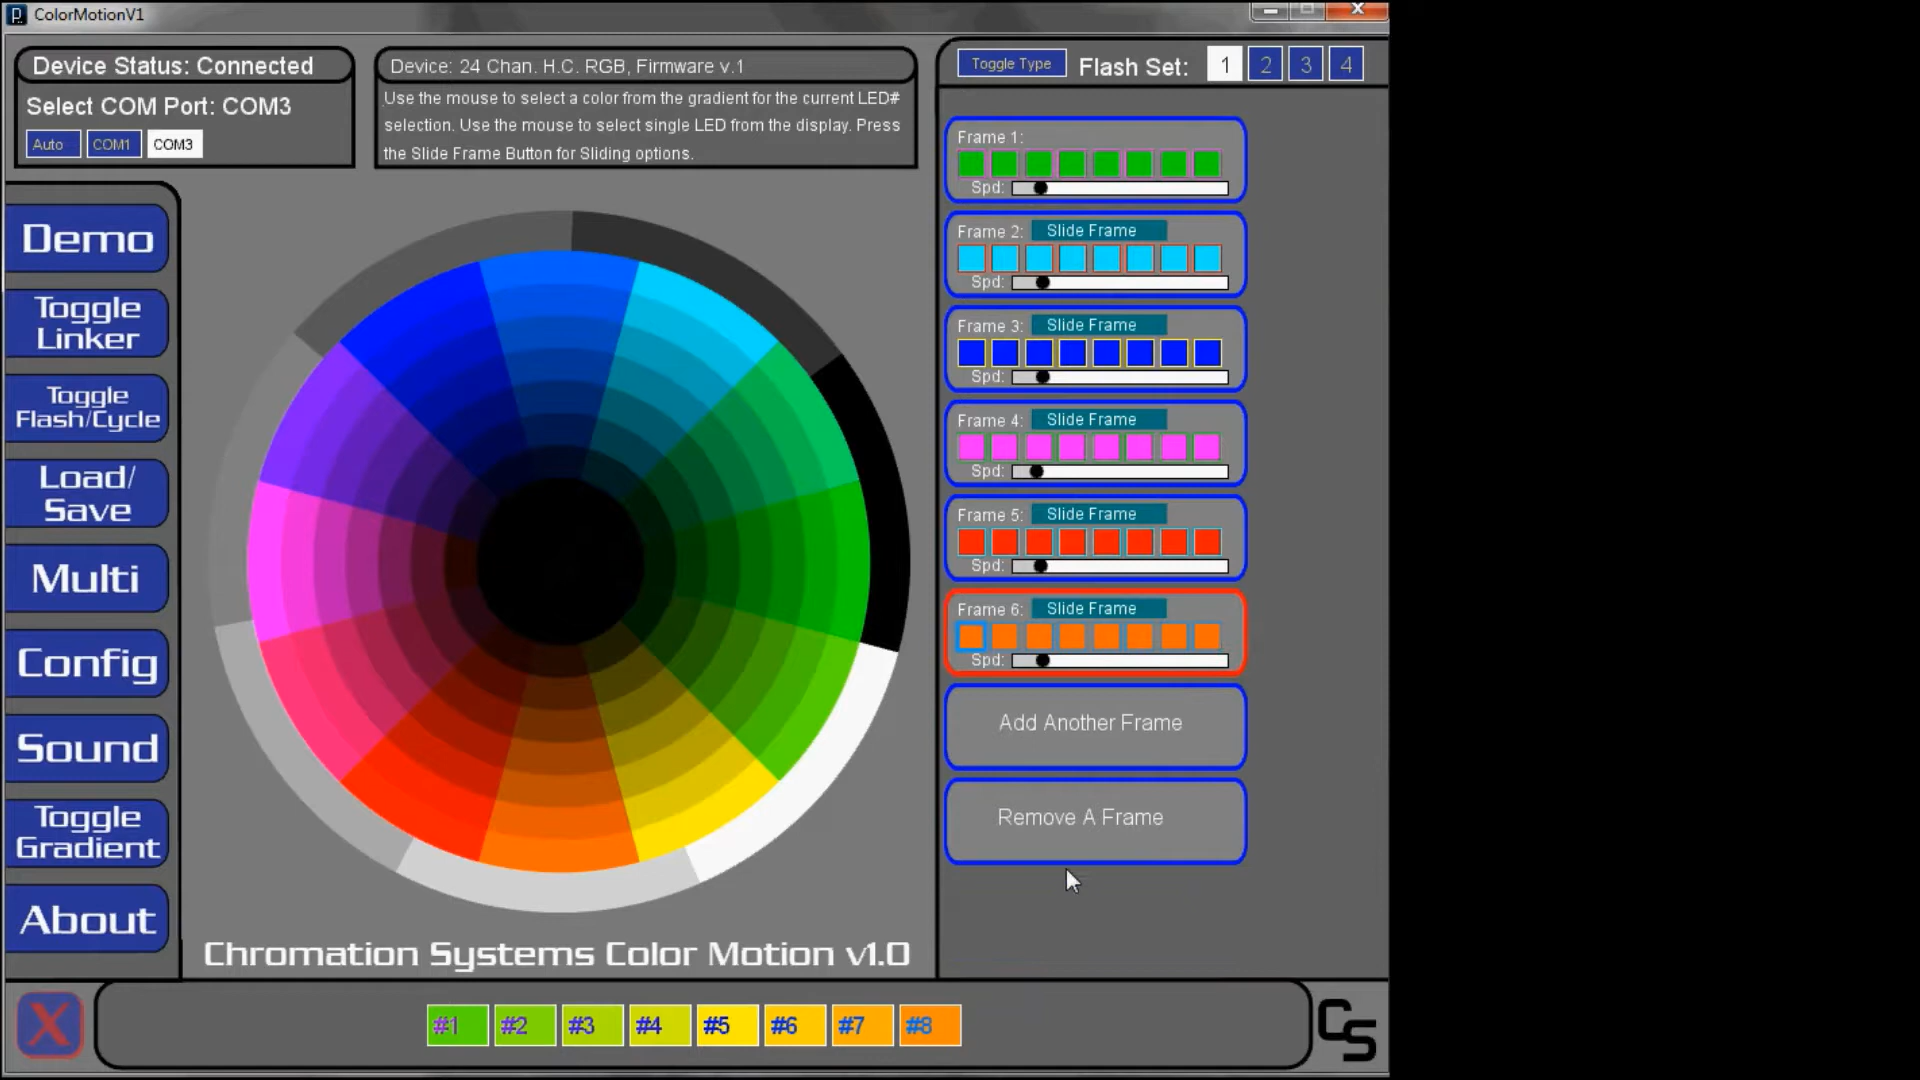 ColorMotionV1
Device Status: Connected
Select COM Port: COM3
Auto
COM1
COM3
Device: 24 Chan. H.C. RGB, Firmware v.1
Use the mouse to select a color from the gradient for the current LED#
selection. Use the mouse to select single LED from the display. Press
the Slide Frame Button for Sliding options.
Toggle Type
Flash Set:
1
2
3
4
Demo
Toggle
Linker
Toggle
Flash/Cycle
Load/
Save
Multi
Config
Sound
Toggle
Gradient
About
Frame 1:
Spd:
Frame 2:
Slide Frame
Spd:
Frame 3:
Slide Frame
Spd:
Frame 4:
Slide Frame
Spd:
Frame 5:
Slide Frame
Spd:
Frame 6:
Slide Frame
Spd:
Add Another Frame
Remove A Frame
Chromation Systems Color Motion v1.0
X
#1
#2
#3
#4
#5
#6
#7
#8
CS